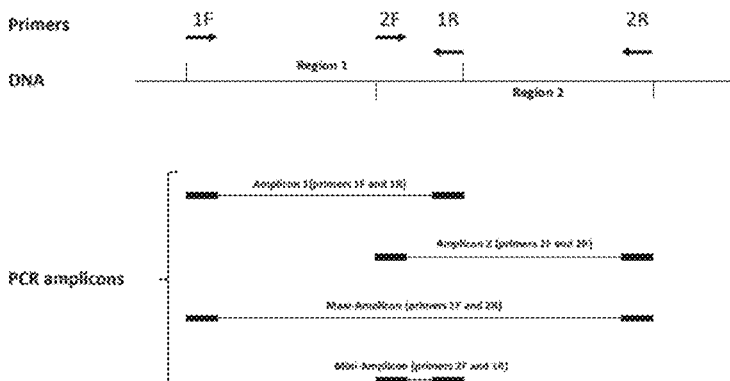 Primers
1F 2F 1R 2R
Region 1
DNA
Region 2
Amplicon 1(primers 1F and 1R)
Amplicon 2 (primers 2F and 2R)
PCR amplicons
Maxi-Amplicon (primers 1F and 2R)
Mini-Amplicon (primers 2F and 1R)